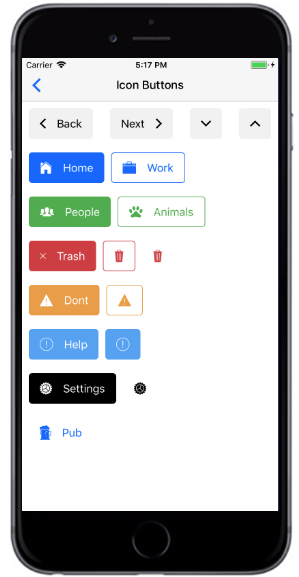 Carrier 5:17 PM
Icon Buttons
Back Next
Home Work
People Animals
Trash
Dont
Help
Settings
Pub